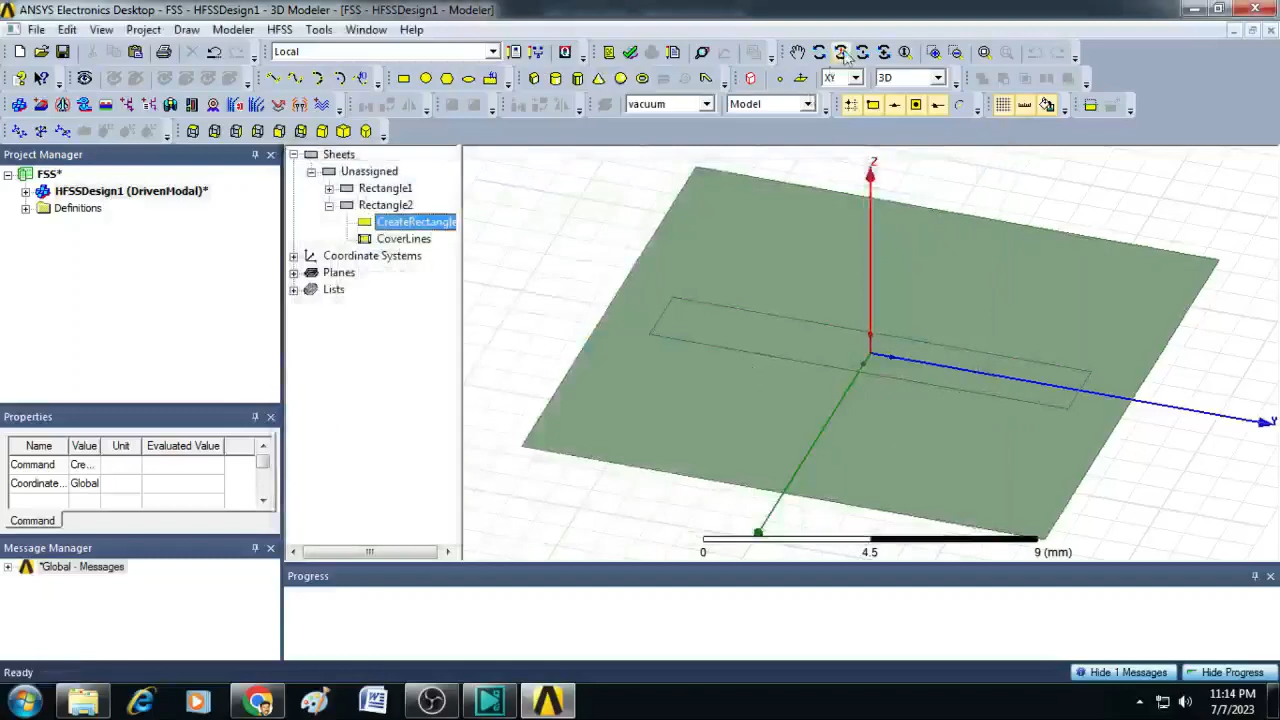 ANSYS Electronics Desktop - FSS - HFSSDesign1 - 3D Modeler - [FSS - HFSSDesign1 - Modeler]
File Edit View Project Draw Modeler HFSS Tools Window Help
Local
XY 3D
vacuum Model
Project Manager
FSS*
HFSSDesign1 (DrivenModal)*
Definitions
Sheets
Unassigned
Rectangle1
Rectangle2
CreateRectangle
CoverLines
Coordinate Systems
Planes
Lists
Z
Y
0 4.5 9 (mm)
Properties
Name Value Unit Evaluated Value
Command Cre...
Coordinate... Global
Command
Message Manager
*Global - Messages
Progress
Ready
Hide 1 Messages Hide Progress
11:14 PM
7/7/2023